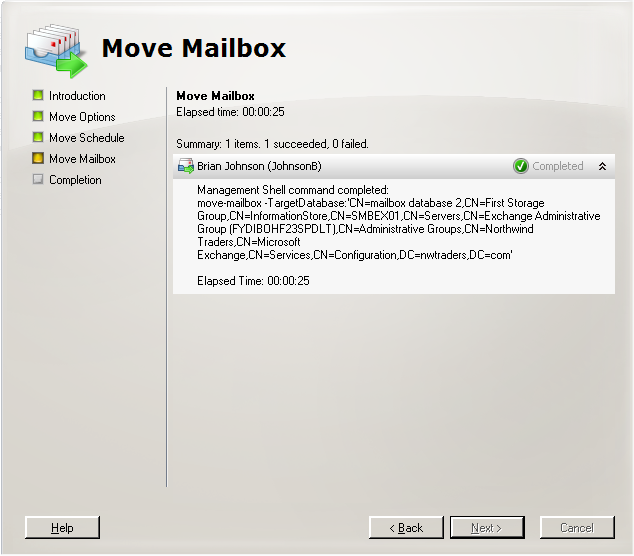 Move Mailbox
Introduction
Move Options
Move Schedule
Move Mailbox
Completion
Move Mailbox
Elapsed time: 00:00:25
Summary: 1 items. 1 succeeded, 0 failed.
Brian Johnson (JohnsonB) Completed
Management Shell command completed:
move-mailbox -TargetDatabase:'CN=mailbox database 2,CN=First Storage
Group,CN=InformationStore,CN=SMBEX01,CN=Servers,CN=Exchange Administrative
Group (FYDIBOHF23SPDLT),CN=Administrative Groups,CN=Northwind
Traders,CN=Microsoft
Exchange,CN=Services,CN=Configuration,DC=nwtraders,DC=com'
Elapsed Time: 00:00:25
Help < Back Next > Cancel